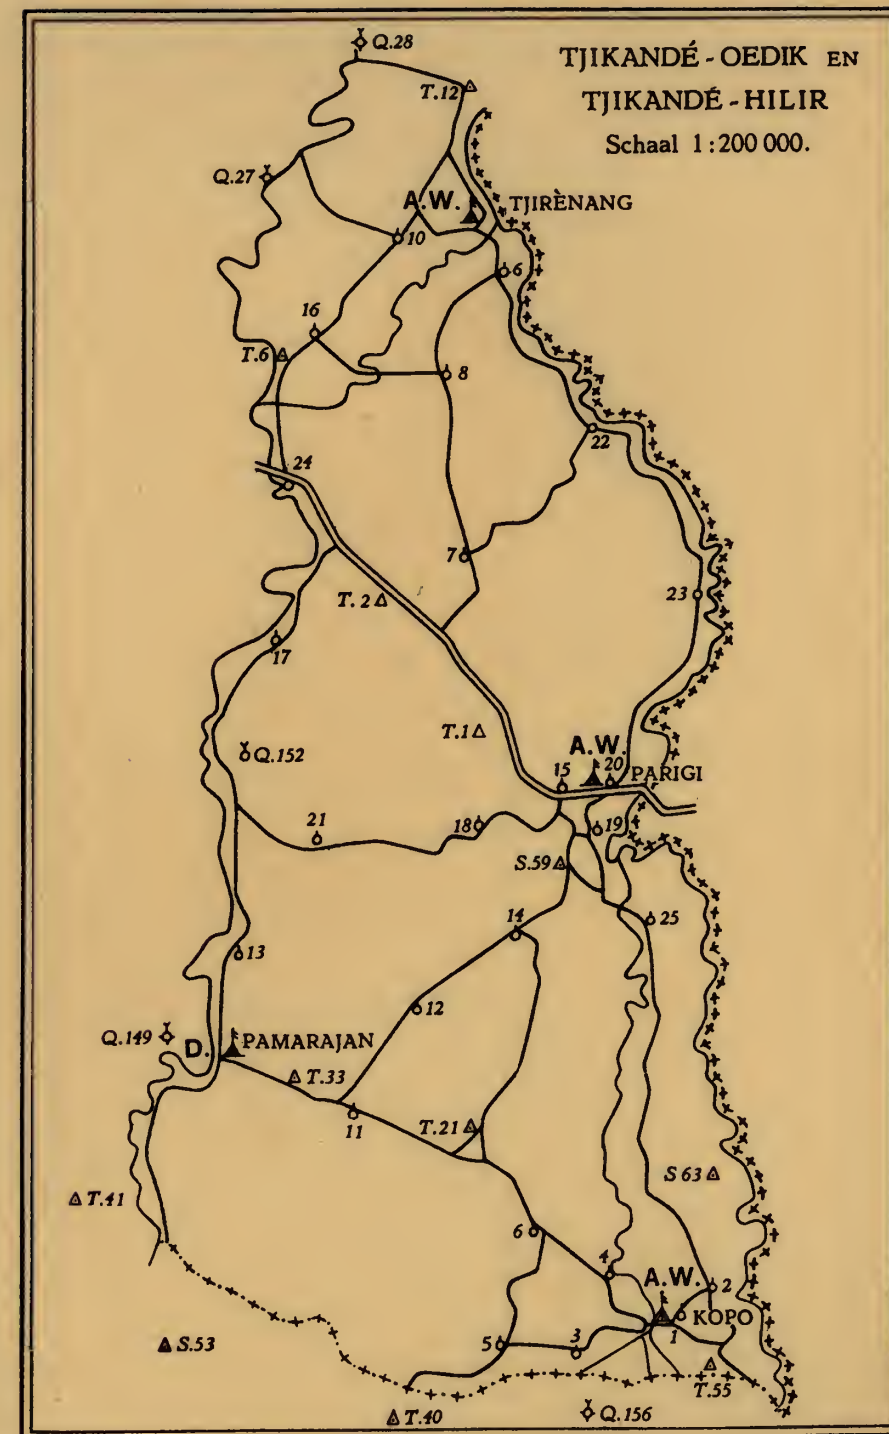 TJIKANDÉ-OEDIK EN
TJIKANDÉ-HILIR
Schaal 1:200 000.
Q.28
T.12
Q.27
A.W.
TJIRÈNANG
10
6
16
T.6
8
22
24
7
T. 2
23
17
T.1
A.W.
Q.152
15
20
PARIGI
21
18
19
S.59
14
25
13
12
Q.149
D.
PAMARAJAN
T.33
11
T.21
S 63
T.41
6
4
A.W.
2
KOPO
1
S.53
5
3
T.55
T.40
Q.156